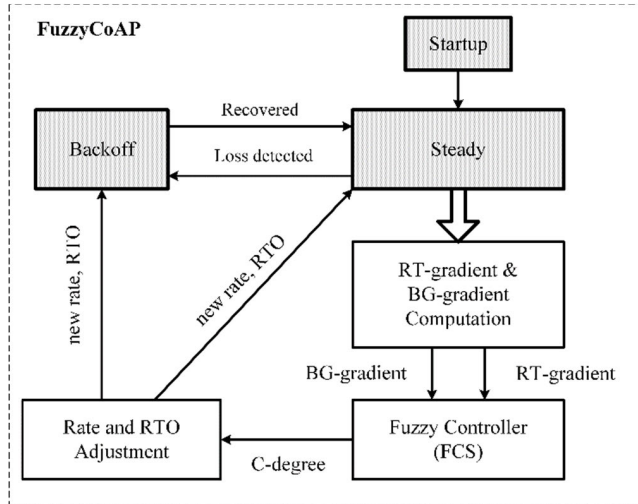 FuzzyCoAP
Startup
Recovered
Backoff
Steady
Loss detected
new rate, RTO
new rate, RTO
RT-gradient &
BG-gradient
Computation
BG-gradient
RT-gradient
Rate and RTO
Adjustment
C-degree
Fuzzy Controller
(FCS)